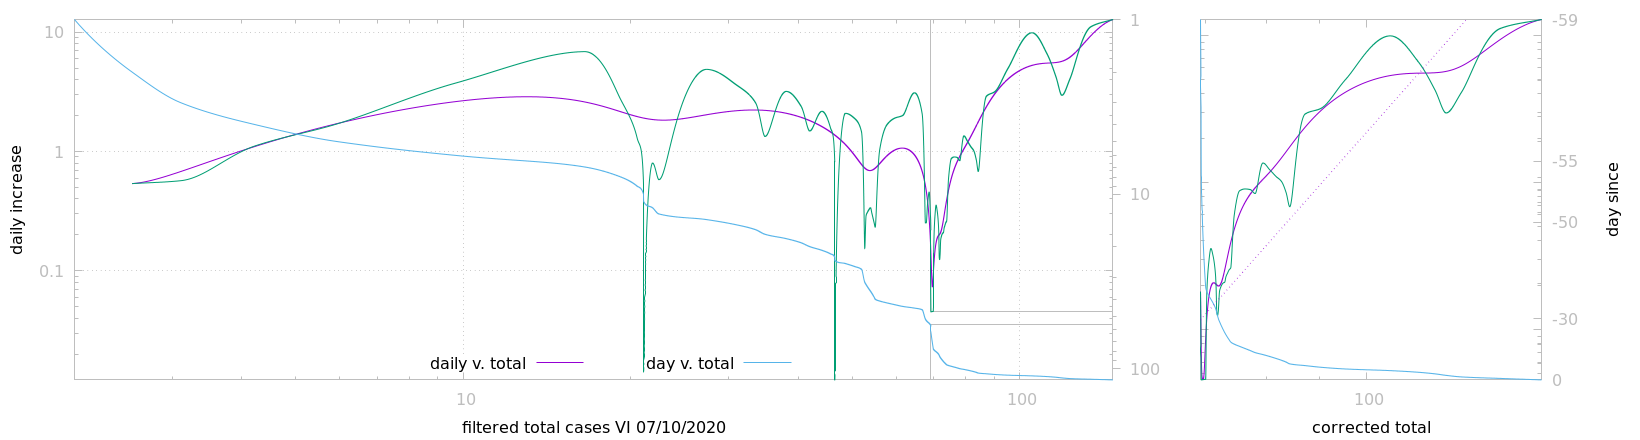 10
1
0.1
daily increase
daily v. total
day v. total
10
100
filtered total cases VI 07/10/2020
1
10
100
100
corrected total
-59
-55
-50
-30
0
day since